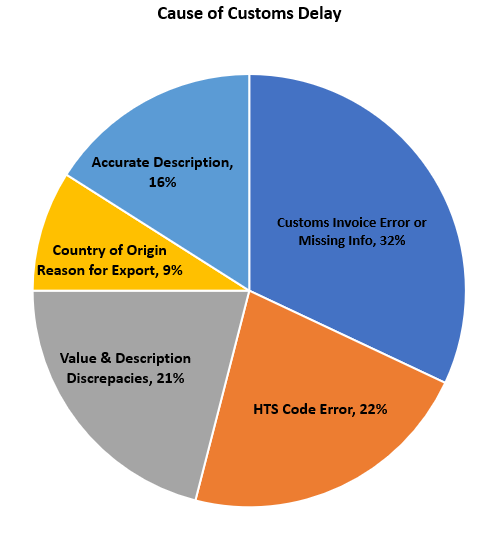 Cause of Customs Delay
Accurate Description,
16%
Customs Invoice Error or
Missing Info, 32%
Country of Origin
Reason for Export, 9%
Value & Description
Discrepacies, 21%
HTS Code Error, 22%